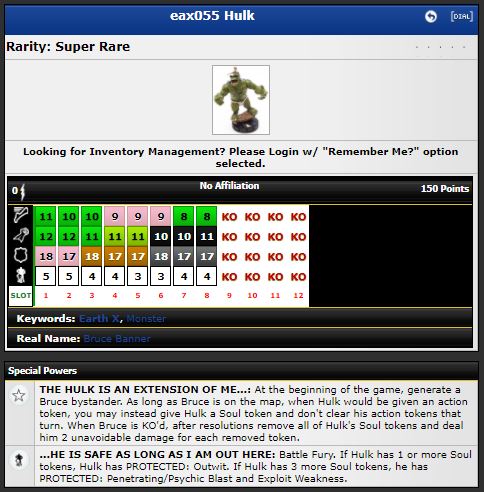 eax055 Hulk
[DIAL]
Rarity: Super Rare
Looking for Inventory Management? Please Login w/ "Remember Me?" option
selected.
0 No Affiliation 150 Points
11 10 10 9 9 9 8 8 KO KO KO KO
12 12 11 11 11 10 10 11 KO KO KO KO
18 17 18 17 17 18 17 17 KO KO KO KO
5 5 4 4 3 3 4 4 KO KO KO KO
SLOT 1 2 3 4 5 6 7 8 9 10 11 12
Keywords: Earth X, Monster
Real Name: Bruce Banner
Special Powers
THE HULK IS AN EXTENSION OF ME...: At the beginning of the game, generate a
Bruce bystander. As long as Bruce is on the map, when Hulk would be given an action
token, you may instead give Hulk a Soul token and don't clear his action tokens that
turn. When Bruce is KO'd, after resolutions remove all of Hulk's Soul tokens and deal
him 2 unavoidable damage for each removed token.
...HE IS SAFE AS LONG AS I AM OUT HERE: Battle Fury. If Hulk has 1 or more Soul
tokens, Hulk has PROTECTED: Outwit. If Hulk has 3 more Soul tokens, he has
PROTECTED: Penetrating/Psychic Blast and Exploit Weakness.